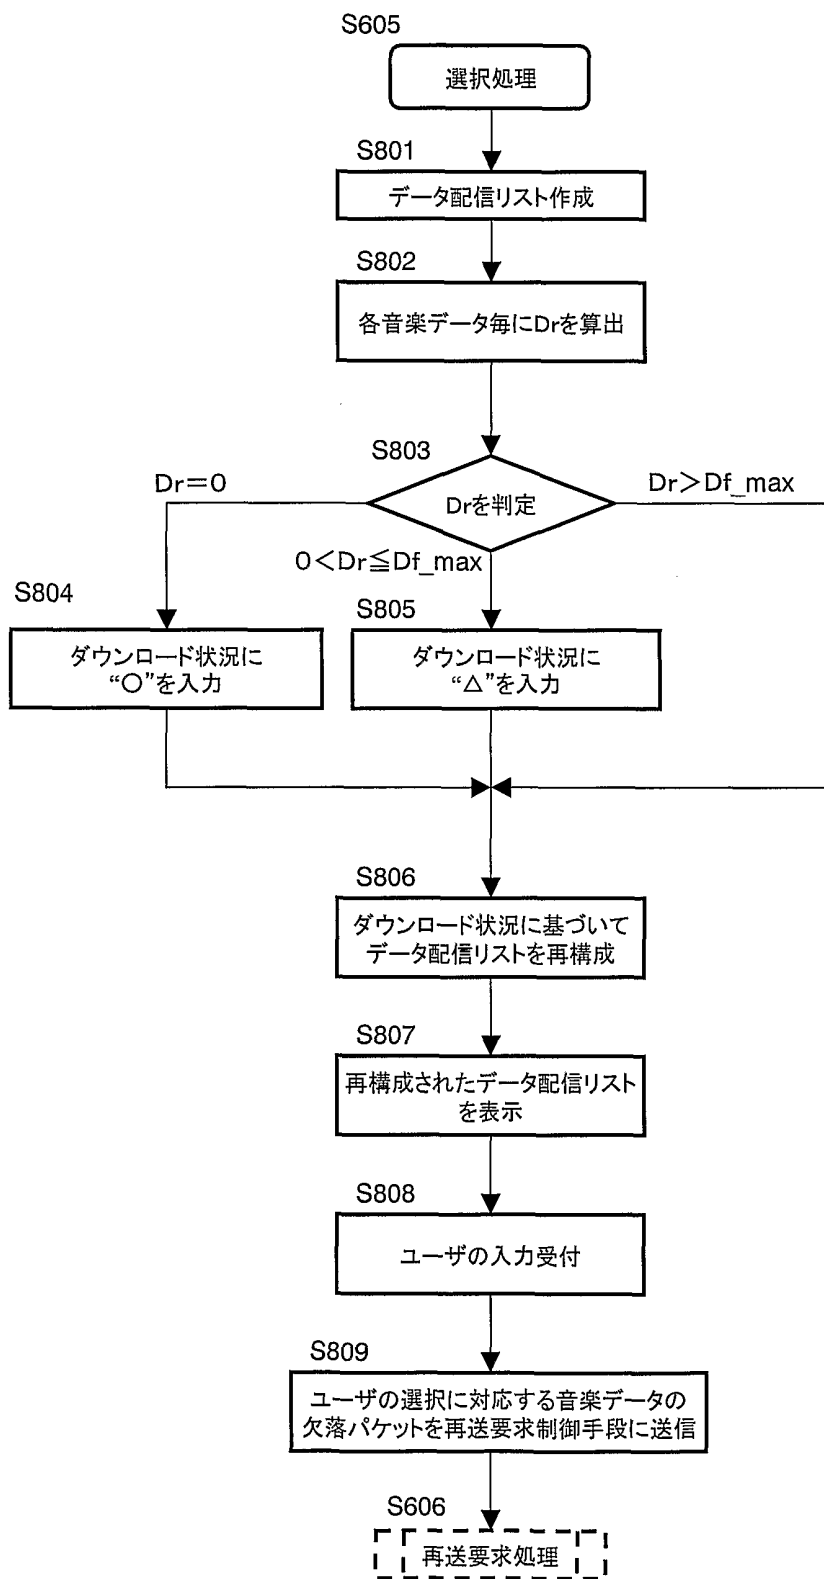 S605
選択処理
S801
データ配信リスト作成
S802
各音楽データ毎にDrを算出
S803
Drを判定
Dr=0
Dr>Df_max
0<Dr≦Df_max
S804
ダウンロード状況に
“○”を入力
S805
ダウンロード状況に
“△”を入力
S806
ダウンロード状況に基づいて
データ配信リストを再構成
S807
再構成されたデータ配信リスト
を表示
S808
ユーザの入力受付
S809
ユーザの選択に対応する音楽データの
欠落パケットを再送要求制御手段に送信
S606
再送要求処理